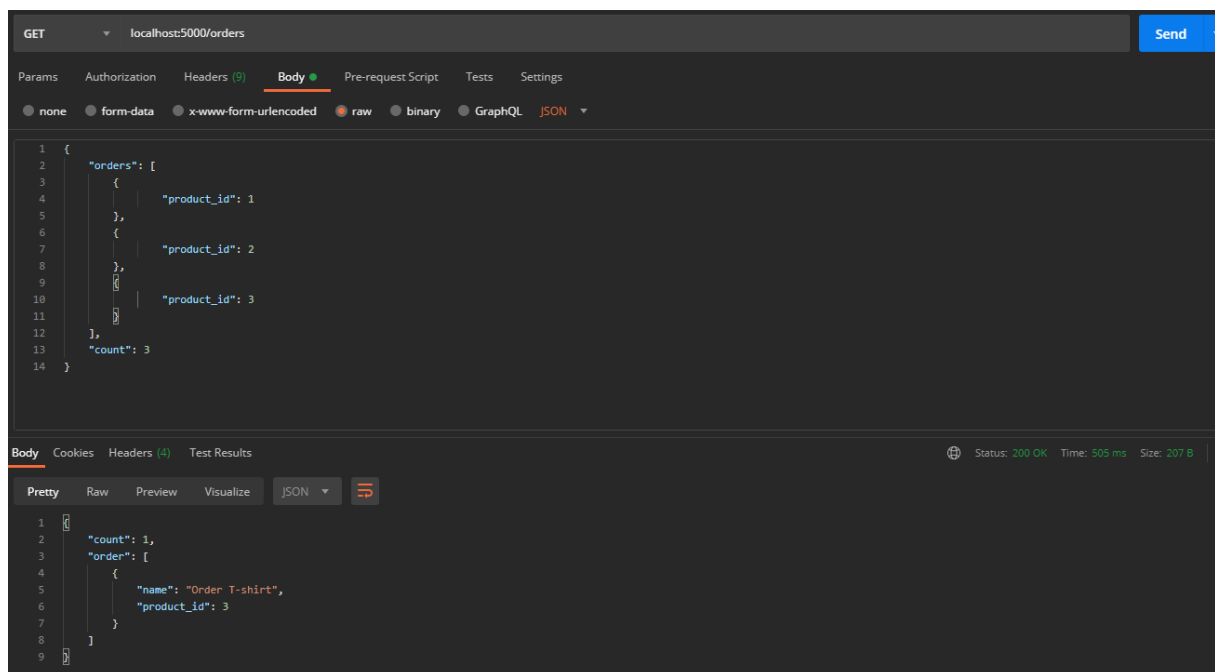 GET localhost:5000/orders Send
Params Authorization Headers (9) Body Pre-request Script Tests Settings
none form-data x-www-form-urlencoded raw binary GraphQL JSON
1 {
2 "orders": [
3 {
4 "product_id": 1
5 },
6 {
7 "product_id": 2
8 },
9 {
10 "product_id": 3
11 }
12 ],
13 "count": 3
14 }
Body Cookies Headers (4) Test Results Status: 200 OK Time: 505 ms Size: 207 B
Pretty Raw Preview Visualize JSON
1 {
2 "count": 1,
3 "order": [
4 {
5 "name": "Order T-shirt",
6 "product_id": 3
7 }
8 ]
9 }